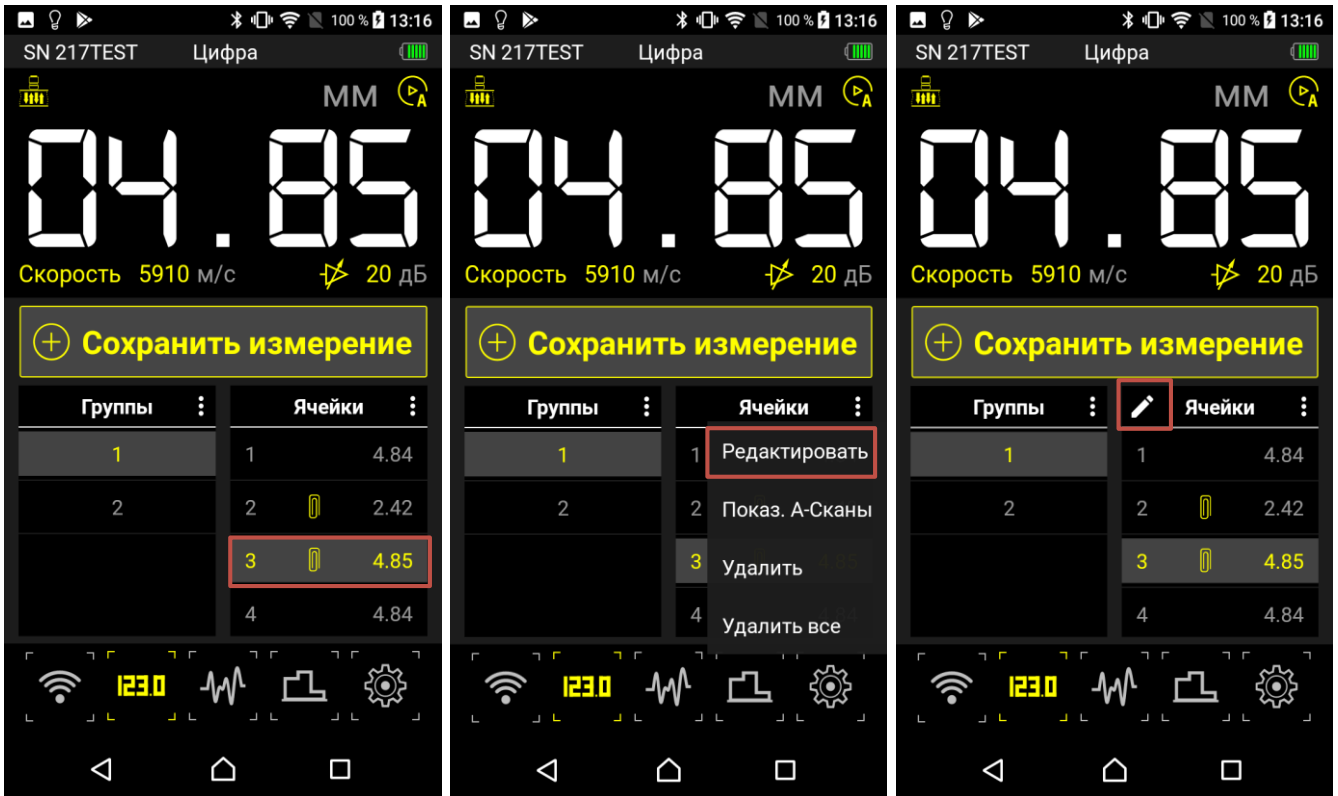 100 % 13:16
SN 217TEST Цифра
ММ
A
04.85
Скорость 5910 м/с 20 дБ
Сохранить измерение
Группы Ячейки
1 1 4.84
2 2 2.42
3 4.85
4 4.84
123.0
100 % 13:16
SN 217TEST Цифра
ММ
A
04.85
Скорость 5910 м/с 20 дБ
Сохранить измерение
Группы Ячейки
1 1 Редактировать
2 2 Показ. А-Сканы
3 Удалить
4 Удалить все
123.0
100 % 13:16
SN 217TEST Цифра
ММ
A
04.85
Скорость 5910 м/с 20 дБ
Сохранить измерение
Группы Ячейки
1 1 4.84
2 2 2.42
3 4.85
4 4.84
123.0